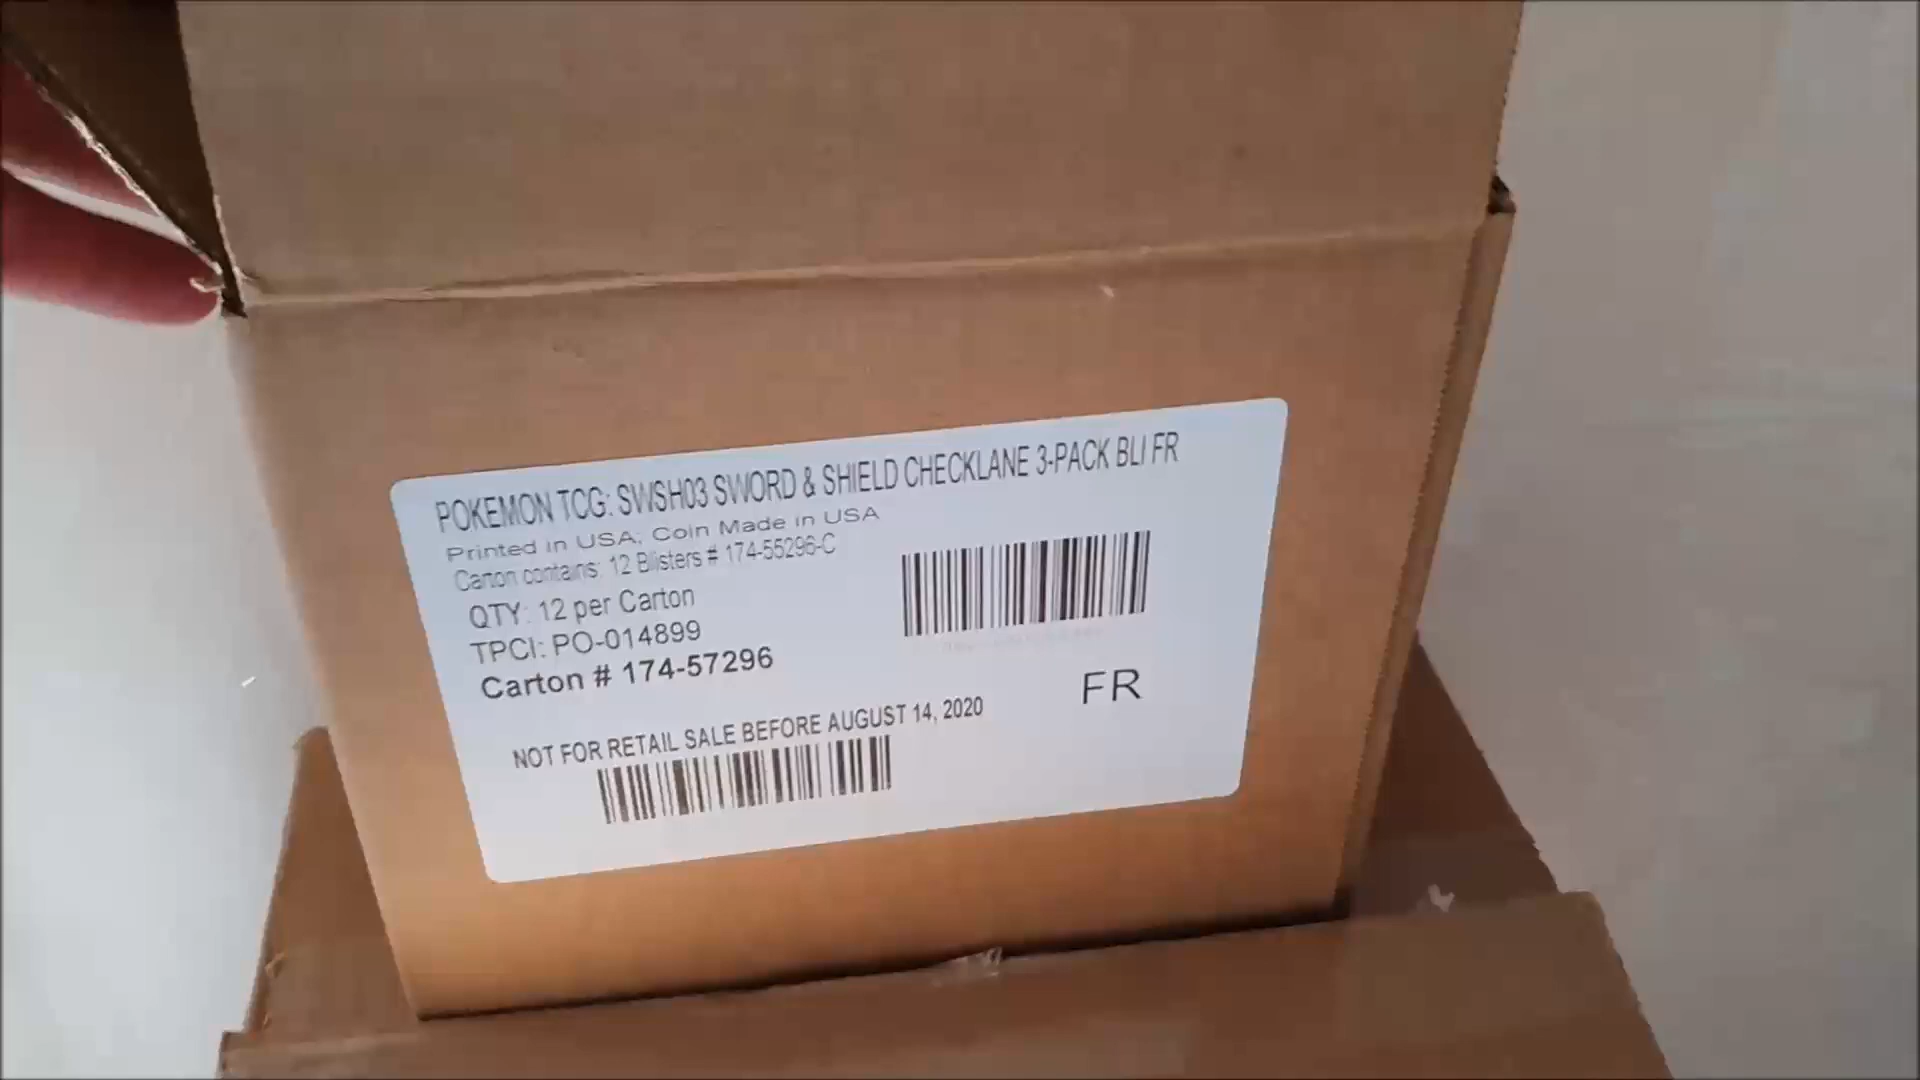 POKEMON TCG: SWSH03 SWORD & SHIELD CHECKLANE 3-PACK BLI FR
Printed in USA; Coin Made in USA
Carton contains: 12 Blisters # 174-55296-C
QTY: 12 per Carton
TPCI: PO-014899
Carton # 174-57296
FR
NOT FOR RETAIL SALE BEFORE AUGUST 14, 2020